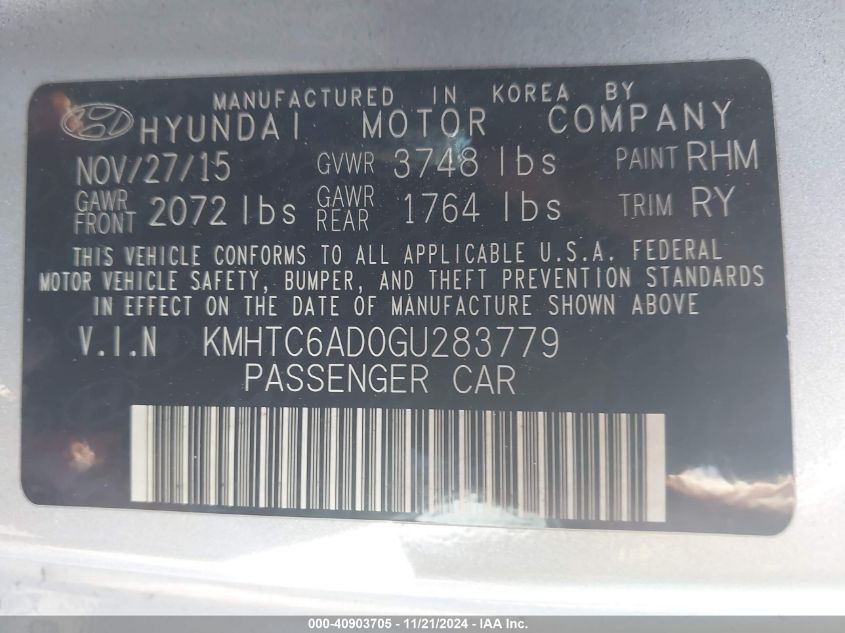 MANUFACTURED IN KOREA BY
HYUNDAI MOTOR COMPANY
NOV/27/15 GVWR 3748 lbs PAINT RHM
GAWR FRONT 2072 lbs GAWR REAR 1764 lbs TRIM RY
THIS VEHICLE CONFORMS TO ALL APPLICABLE U.S.A. FEDERAL
MOTOR VEHICLE SAFETY, BUMPER, AND THEFT PREVENTION STANDARDS
IN EFFECT ON THE DATE OF MANUFACTURE SHOWN ABOVE
V.I.N KMHTC6AD0GU283779
PASSENGER CAR
000-40903705 - 11/21/2024 - IAA Inc.